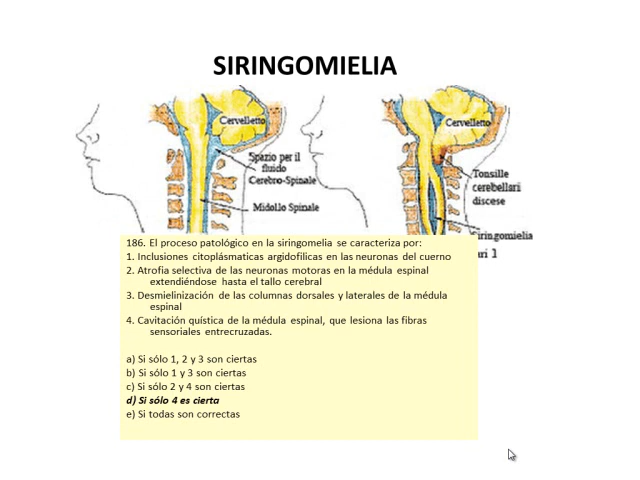 SIRINGOMIELIA
Cervelletto
Spazio per il
fluido
Cerebro-Spinale
Midollo Spinale
Cervelletto
Tonsille
cerebellari
discese
Siringomielia
ari 1
186. El proceso patológico en la siringomelia se caracteriza por:
1. Inclusiones citoplásmaticas argidofilicas en las neuronas del cuerno
2. Atrofia selectiva de las neuronas motoras en la médula espinal
extendiéndose hasta el tallo cerebral
3. Desmielinización de las columnas dorsales y laterales de la médula
espinal
4. Cavitación quística de la médula espinal, que lesiona las fibras
sensoriales entrecruzadas.
a) Si sólo 1, 2 y 3 son ciertas
b) Si sólo 1 y 3 son ciertas
c) Si sólo 2 y 4 son ciertas
d) Si sólo 4 es cierta
e) Si todas son correctas